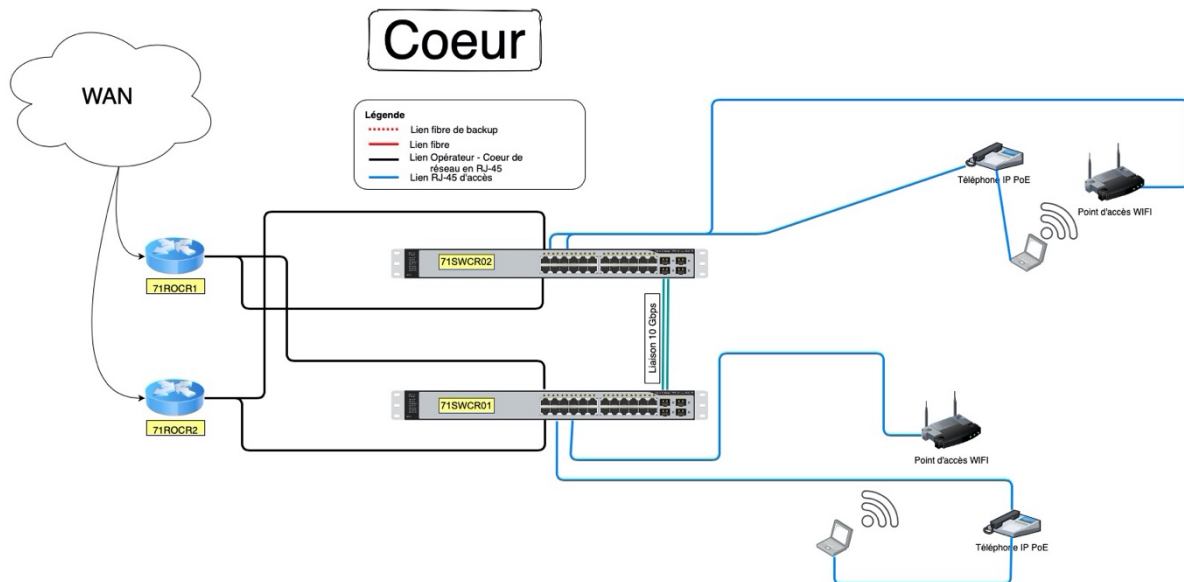 Coeur
WAN
Légende
Lien fibre de backup
Lien fibre
Lien Opérateur - Coeur de
réseau en RJ-45
Lien RJ-45 d'accès
Téléphone IP PoE
Point d'accès WIFI
71SWCR02
71ROCR1
Liaison 10 Gbps
71SWCR01
71ROCR2
Point d'accès WIFI
Téléphone IP PoE